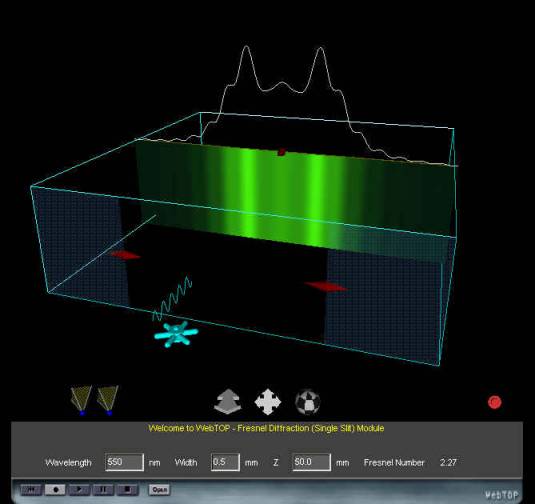 Welcome to WebTOP - Fresnel Diffraction (Single Slit) Module
Wavelength 550 nm Width 0.5 mm Z 50.0 mm Fresnel Number 2.27
Open
WebTOP